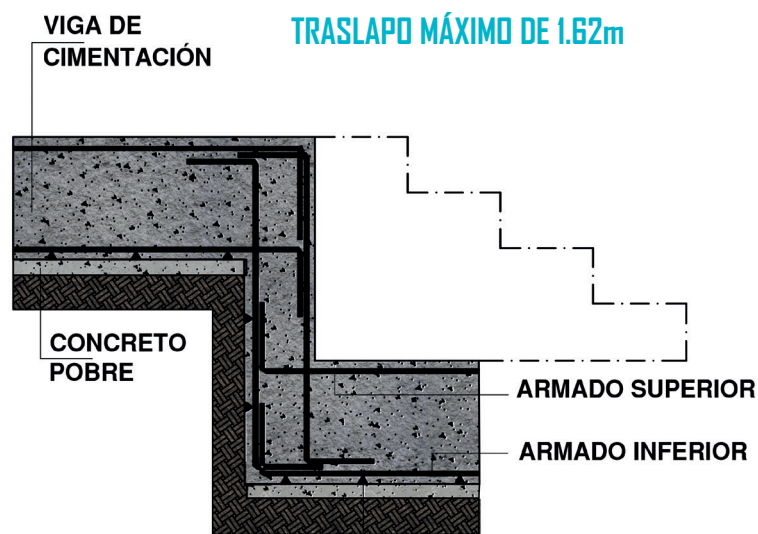 VIGA DE
CIMENTACIÓN
TRASLAPO MÁXIMO DE 1.62m
CONCRETO
POBRE
ARMADO SUPERIOR
ARMADO INFERIOR